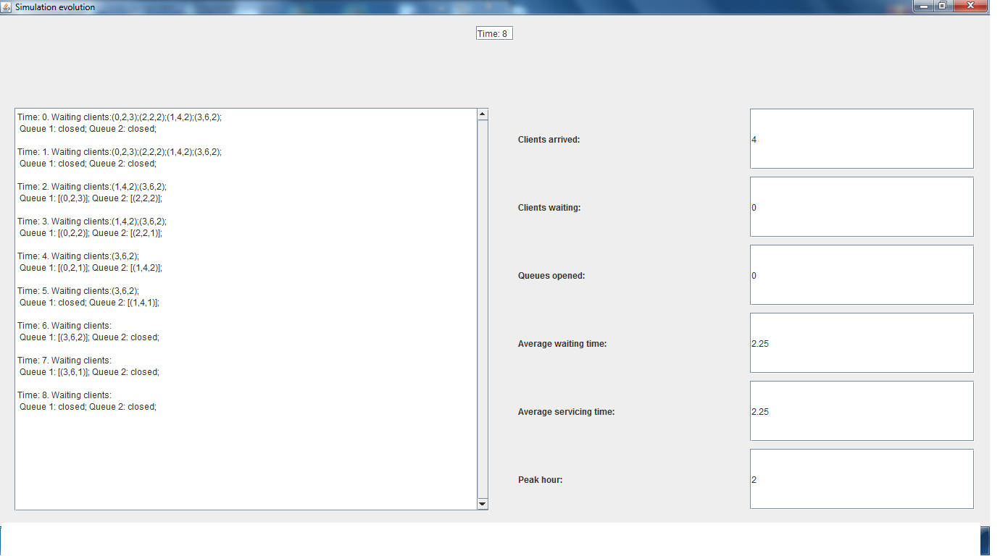 Simulation evolution
Time: 8
Time: 0. Waiting clients:(0,2,3);(2,2,2);(1,4,2);(3,6,2);
Queue 1: closed; Queue 2: closed;
Time: 1. Waiting clients:(0,2,3);(2,2,2);(1,4,2);(3,6,2);
Queue 1: closed; Queue 2: closed;
Time: 2. Waiting clients:(1,4,2);(3,6,2);
Queue 1: [(0,2,3)]; Queue 2: [(2,2,2)];
Time: 3. Waiting clients:(1,4,2);(3,6,2);
Queue 1: [(0,2,2)]; Queue 2: [(2,2,1)];
Time: 4. Waiting clients:(3,6,2);
Queue 1: [(0,2,1)]; Queue 2: [(1,4,2)];
Time: 5. Waiting clients:(3,6,2);
Queue 1: closed; Queue 2: [(1,4,1)];
Time: 6. Waiting clients:
Queue 1: [(3,6,2)]; Queue 2: closed;
Time: 7. Waiting clients:
Queue 1: [(3,6,1)]; Queue 2: closed;
Time: 8. Waiting clients:
Queue 1: closed; Queue 2: closed;
Clients arrived: 4
Clients waiting: 0
Queues opened: 0
Average waiting time: 2.25
Average servicing time: 2.25
Peak hour: 2